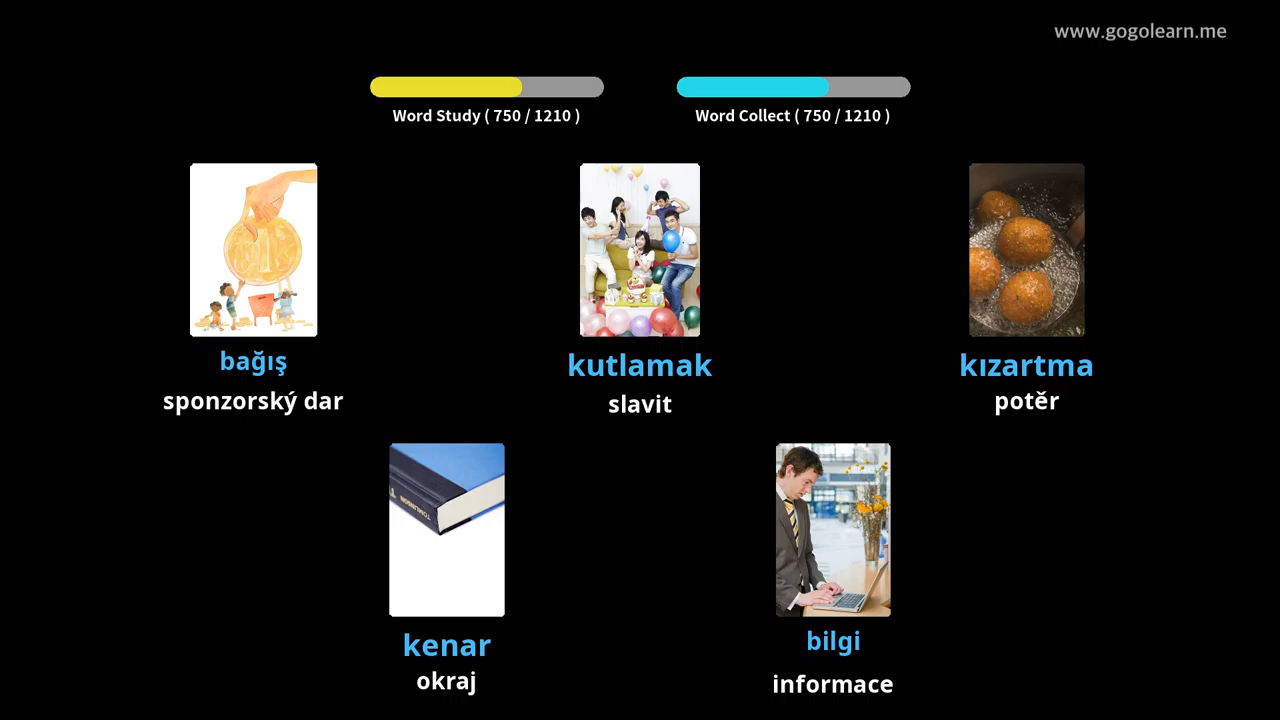 www.gogolearn.me
Word Study ( 750 / 1210 )
Word Collect ( 750 / 1210 )
bağış
kutlamak
kızartma
sponzorský dar
slavit
potěr
TOMLINSON
kenar
bilgi
okraj
informace